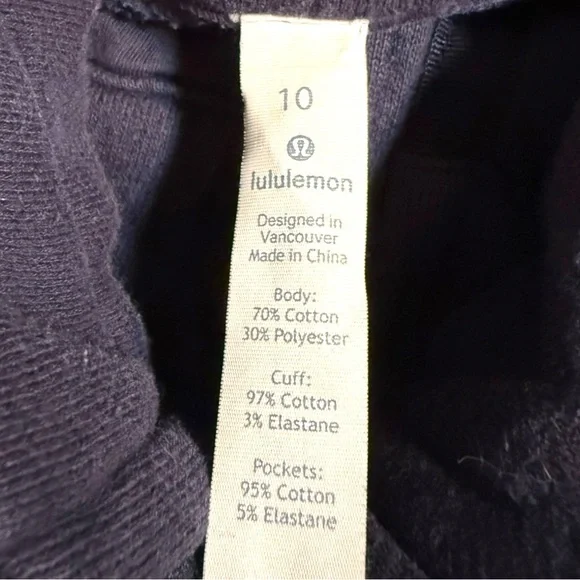 10
lululemon
Designed in
Vancouver
Made in China
Body:
70% Cotton
30% Polyester
Cuff:
97% Cotton
3% Elastane
Pockets:
95% Cotton
5% Elastane